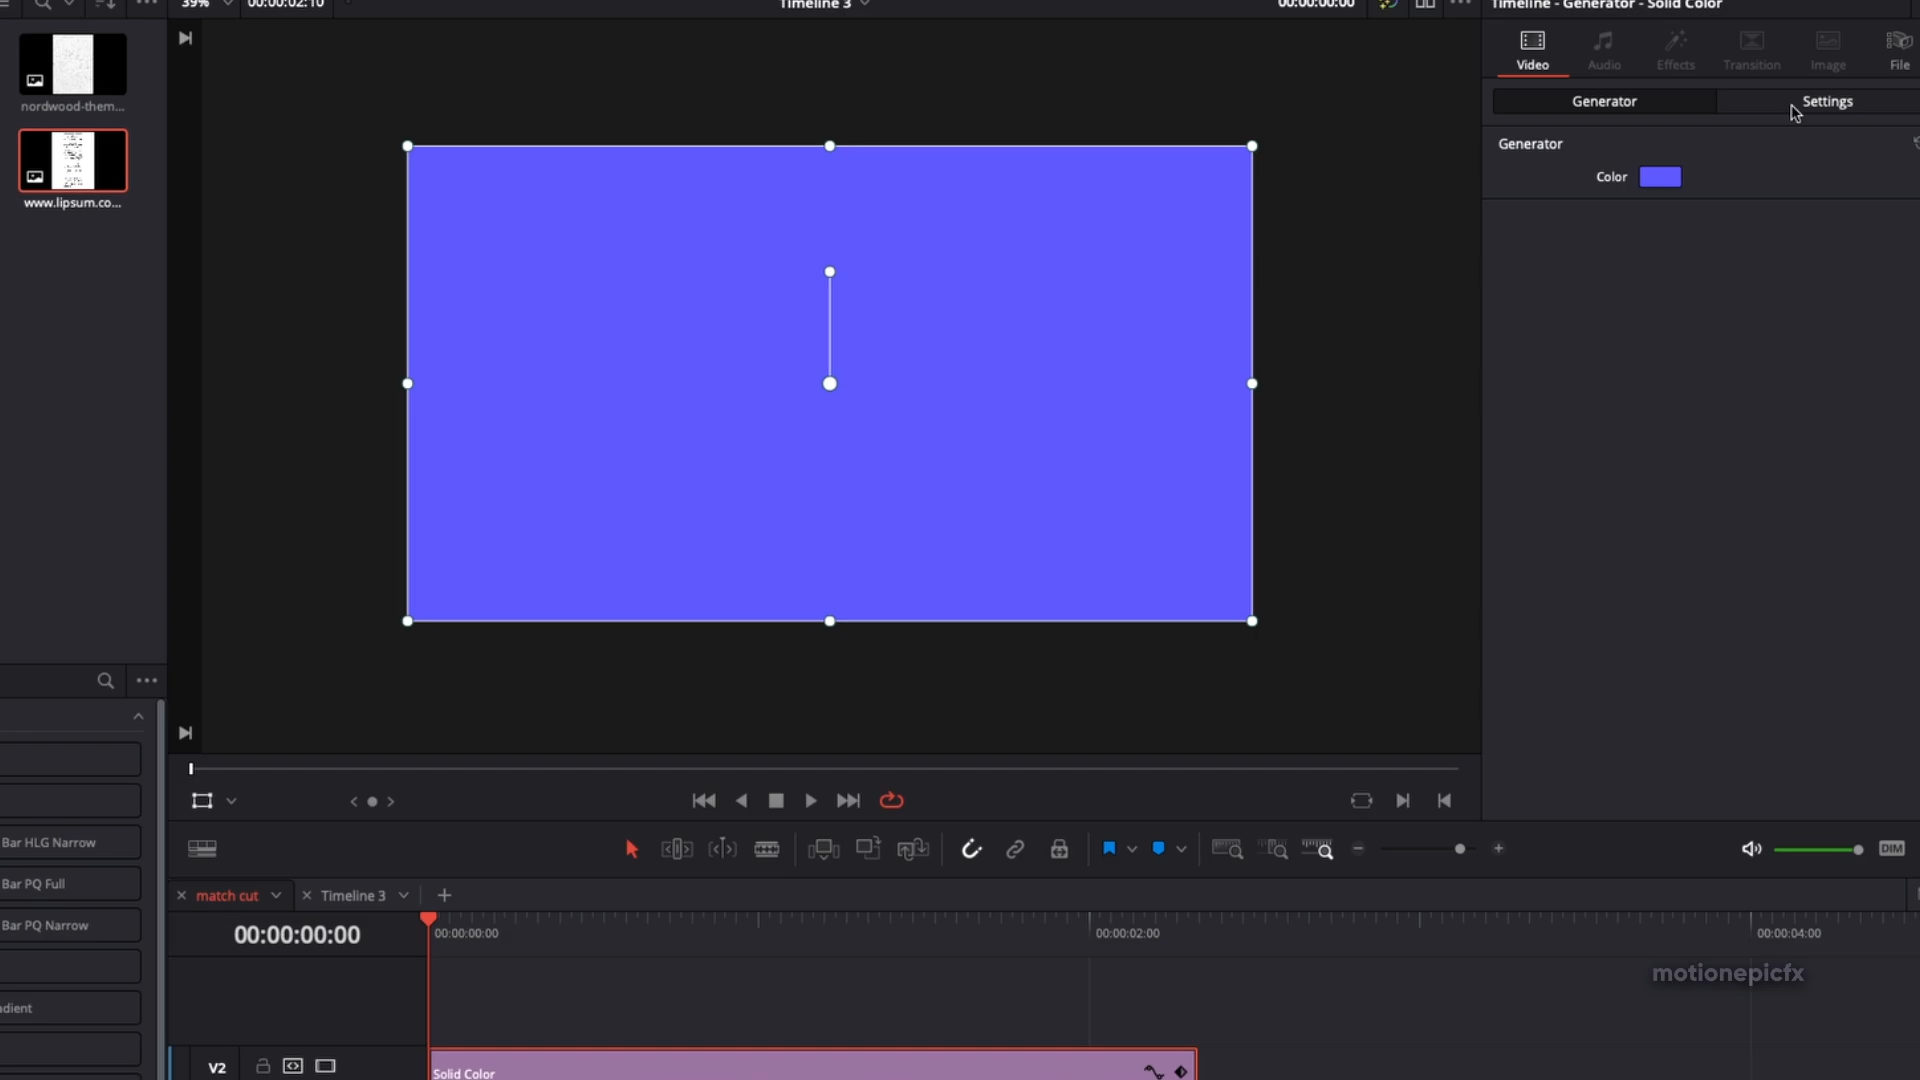 39%
00:00:02:10
Timeline 3
00:00:00:00
Timeline - Generator - Solid Color
Video
Audio
Effects
Transition
Image
File
Generator
Settings
Generator
Color
nordwood-them...
www.lipsum.co...
Bar HLG Narrow
Bar PQ Full
Bar PQ Narrow
adient
DIM
match cut
Timeline 3
00:00:00:00
00:00:00:00
00:00:02:00
00:00:04:00
motionepicfx
V2
Solid Color